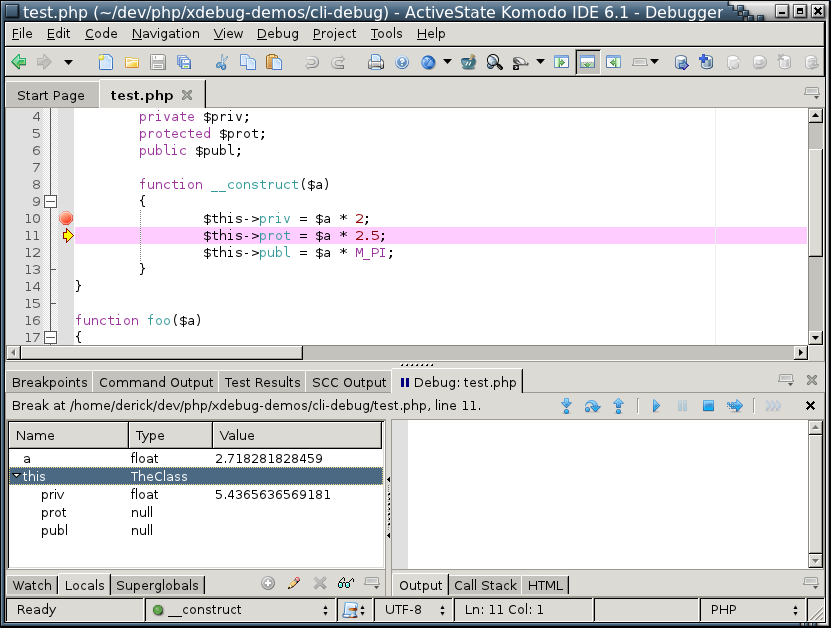 test.php (~/dev/php/xdebug-demos/cli-debug) - ActiveState Komodo IDE 6.1 - Debugger
File Edit Code Navigation View Debug Project Tools Help
Start Page test.php
4 private $priv;
5 protected $prot;
6 public $publ;
7
8 function __construct($a)
9 {
10 $this->priv = $a * 2;
11 $this->prot = $a * 2.5;
12 $this->publ = $a * M_PI;
13 }
14 }
15
16 function foo($a)
17 {
Breakpoints Command Output Test Results SCC Output Debug: test.php
Break at /home/derick/dev/php/xdebug-demos/cli-debug/test.php, line 11.
Name Type Value
a float 2.718281828459
this TheClass
priv float 5.4365636569181
prot null
publ null
Watch Locals Superglobals Output Call Stack HTML
Ready __construct UTF-8 Ln: 11 Col: 1 PHP